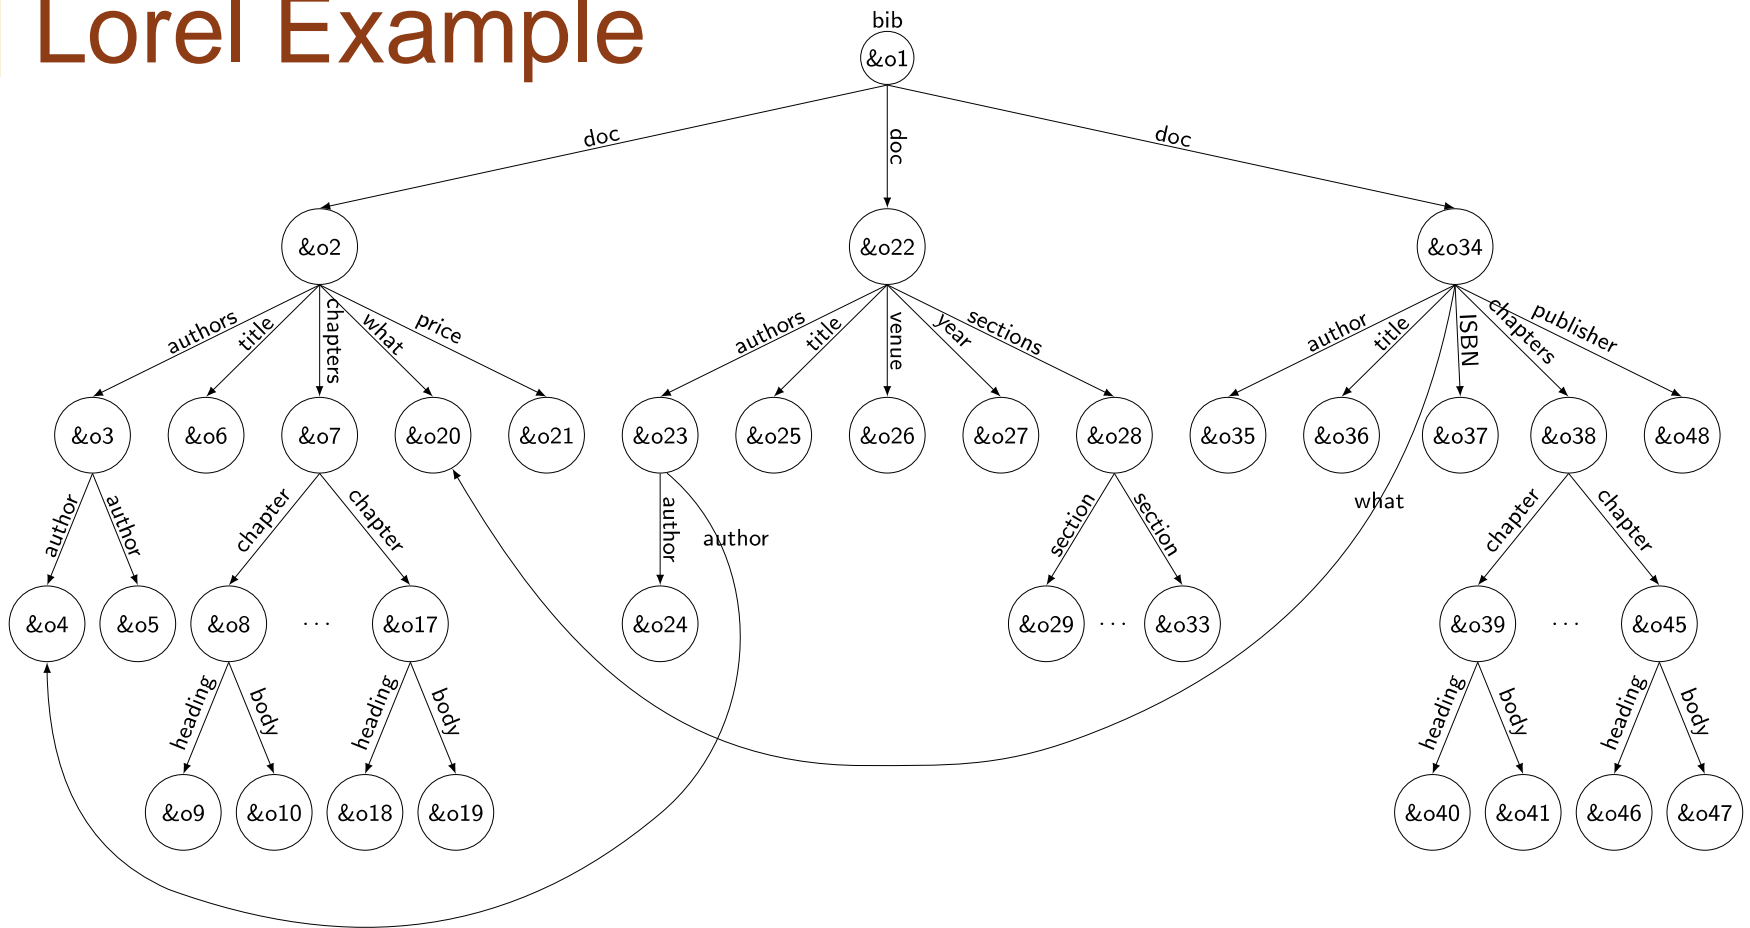 Lorel Example
bib
&o1
doc doc doc
&o2 &o22 &o34
authors title chapters what price authors title venue year sections author title ISBN chapters publisher
&o3 &o6 &o7 &o20 &o21 &o23 &o25 &o26 &o27 &o28 &o35 &o36 &o37 &o38 &o48
author author chapter chapter author author section section what chapter chapter
&o4 &o5 &o8 ... &o17 &o24 &o29 ... &o33 &o39 ... &o45
heading body heading body heading body heading body
&o9 &o10 &o18 &o19 &o40 &o41 &o46 &o47